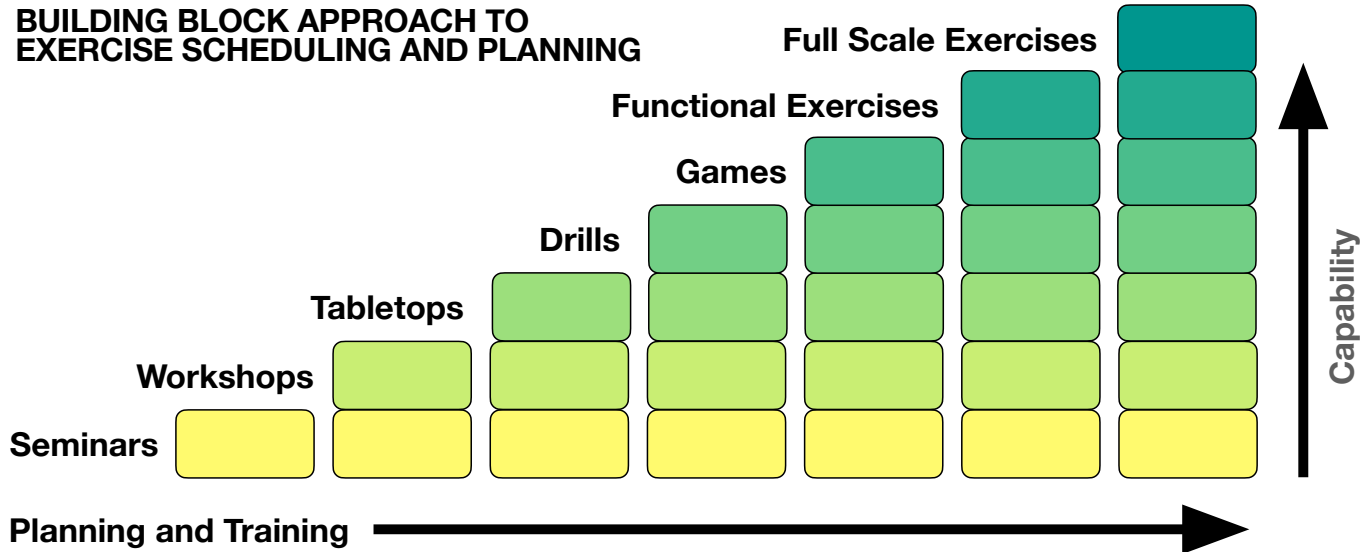 BUILDING BLOCK APPROACH TO
EXERCISE SCHEDULING AND PLANNING
Full Scale Exercises
Functional Exercises
Games
Drills
Tabletops
Workshops
Seminars
Capability
Planning and Training